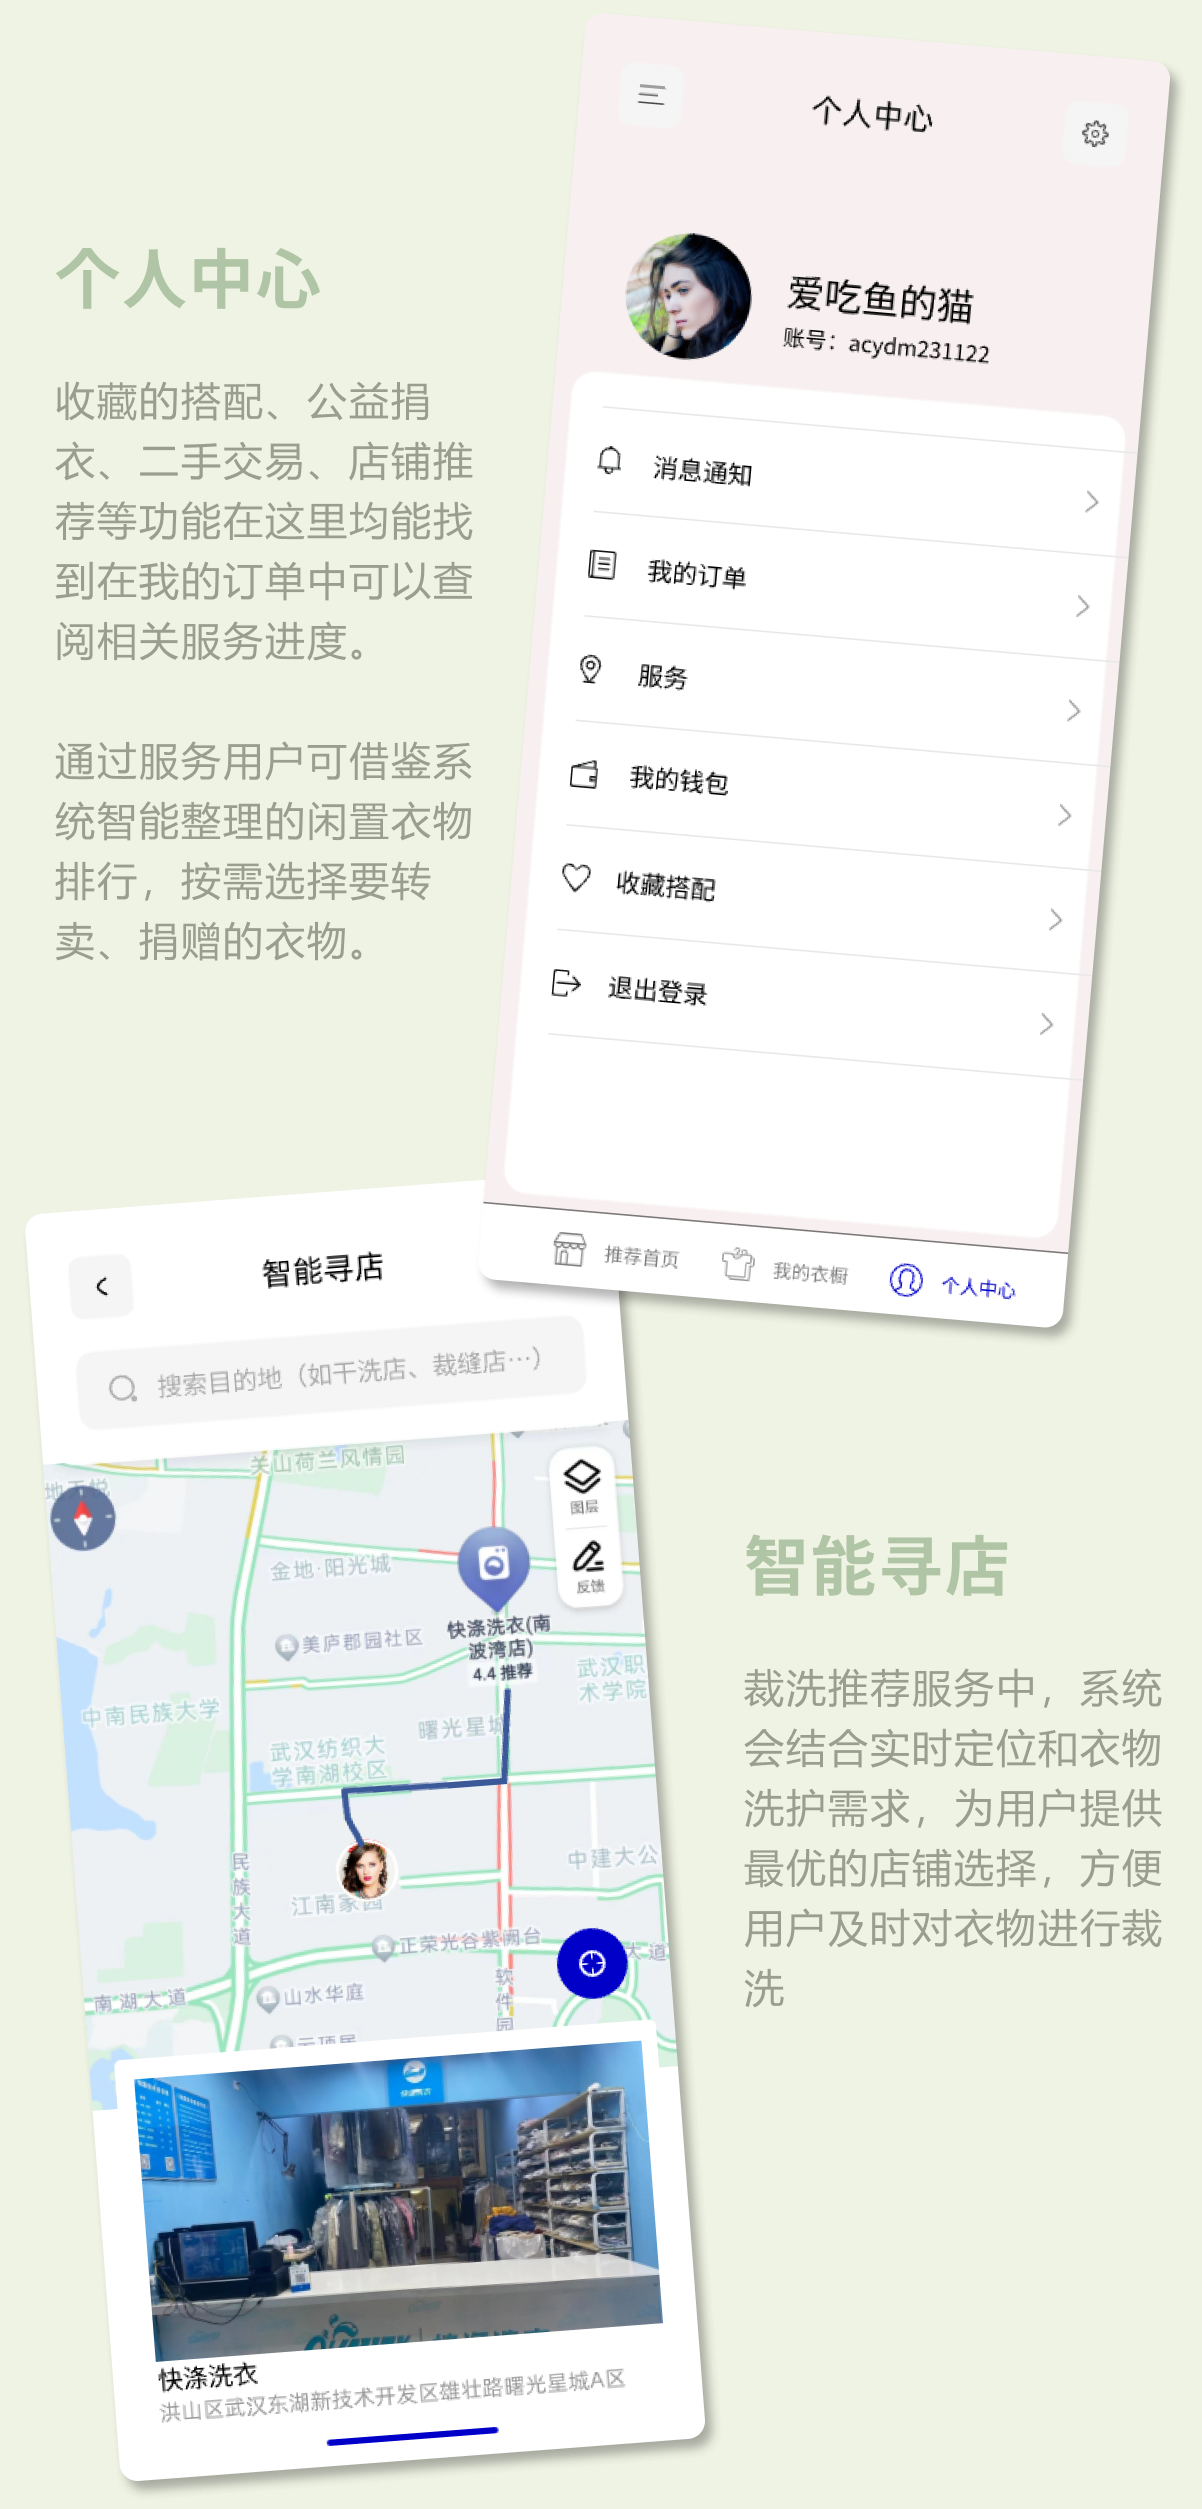 个人中心
爱吃鱼的猫
账号：acydm231122
消息通知
我的订单
服务
我的钱包
收藏搭配
退出登录
推荐首页
我的衣橱
个人中心
个人中心
收藏的搭配、公益捐
衣、二手交易、店铺推
荐等功能在这里均能找
到在我的订单中可以查
阅相关服务进度。
通过服务用户可借鉴系
统智能整理的闲置衣物
排行，按需选择要转
卖、捐赠的衣物。
智能寻店
搜索目的地（如干洗店、裁缝店…）
关山荷兰风情园
图层
反馈
金地·阳光城
快涤洗衣(南
波湾店)
4.4 推荐
美庐郡园社区
武汉职
术学院
中南民族大学
曙光星城
武汉纺织大
学南湖校区
民族大道
中建大公
江南家园
正荣光谷紫阙台
大道
南湖大道
山水华庭
软件园
快涤洗衣
洪山区武汉东湖新技术开发区雄壮路曙光星城A区
智能寻店
裁洗推荐服务中，系统
会结合实时定位和衣物
洗护需求，为用户提供
最优的店铺选择，方便
用户及时对衣物进行裁
洗